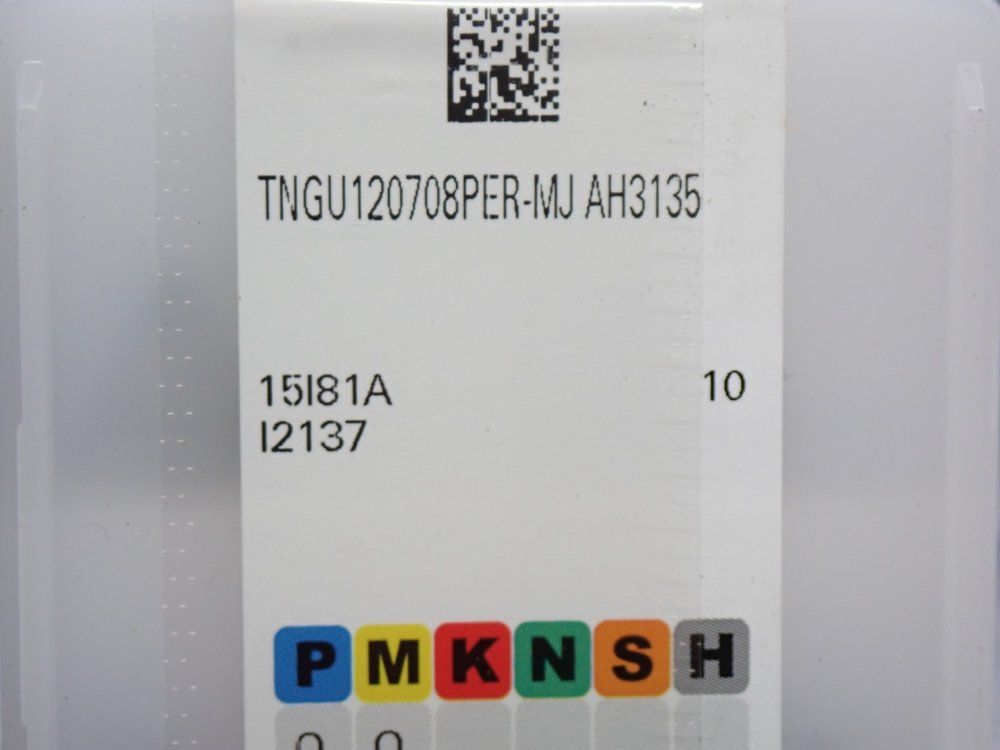 TNGU120708PER-MJ AH3135
15I81A 10
I2137
P M K N S H